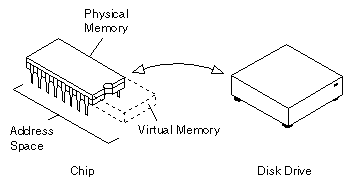 Physical
Memory
Virtual Memory
Address
Space
Chip
Disk Drive